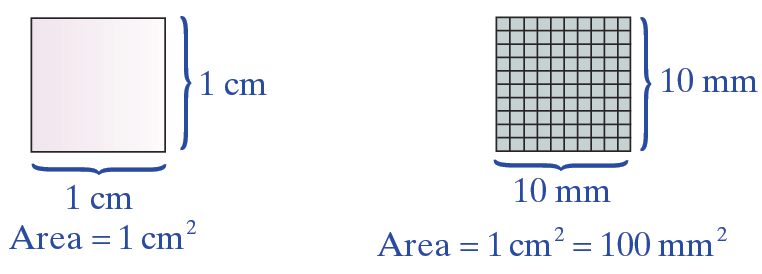 1 cm
1 cm
Area = 1 cm²
10 mm
10 mm
Area = 1 cm² = 100 mm²